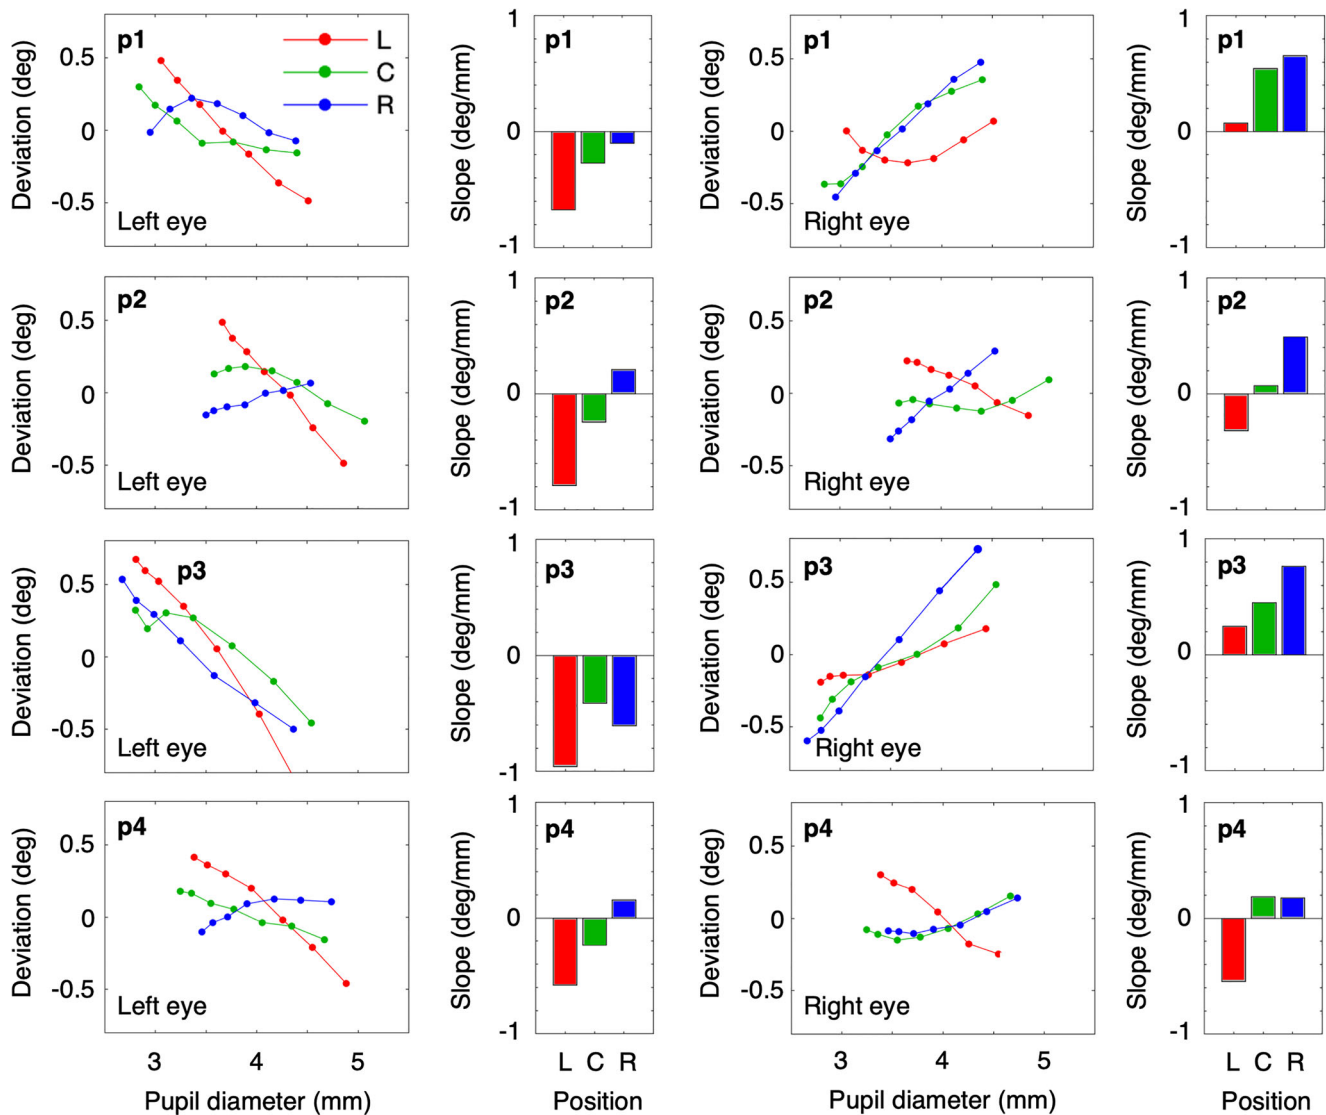 Deviation (deg)
0.5
0
-0.5
p1
L
C
R
Left eye
Slope (deg/mm)
1
0
-1
p1
Deviation (deg)
0.5
0
-0.5
p1
Right eye
Slope (deg/mm)
1
0
-1
p1
Deviation (deg)
0.5
0
-0.5
p2
Left eye
Slope (deg/mm)
1
0
-1
p2
Deviation (deg)
0.5
0
-0.5
p2
Right eye
Slope (deg/mm)
1
0
-1
p2
Deviation (deg)
0.5
0
-0.5
p3
Left eye
Slope (deg/mm)
1
0
-1
p3
Deviation (deg)
0.5
0
-0.5
p3
Right eye
Slope (deg/mm)
1
0
-1
p3
Deviation (deg)
0.5
0
-0.5
p4
Left eye
3 4 5
Pupil diameter (mm)
Slope (deg/mm)
1
0
-1
p4
L C R
Position
Deviation (deg)
0.5
0
-0.5
p4
Right eye
3 4 5
Pupil diameter (mm)
Slope (deg/mm)
1
0
-1
p4
L C R
Position